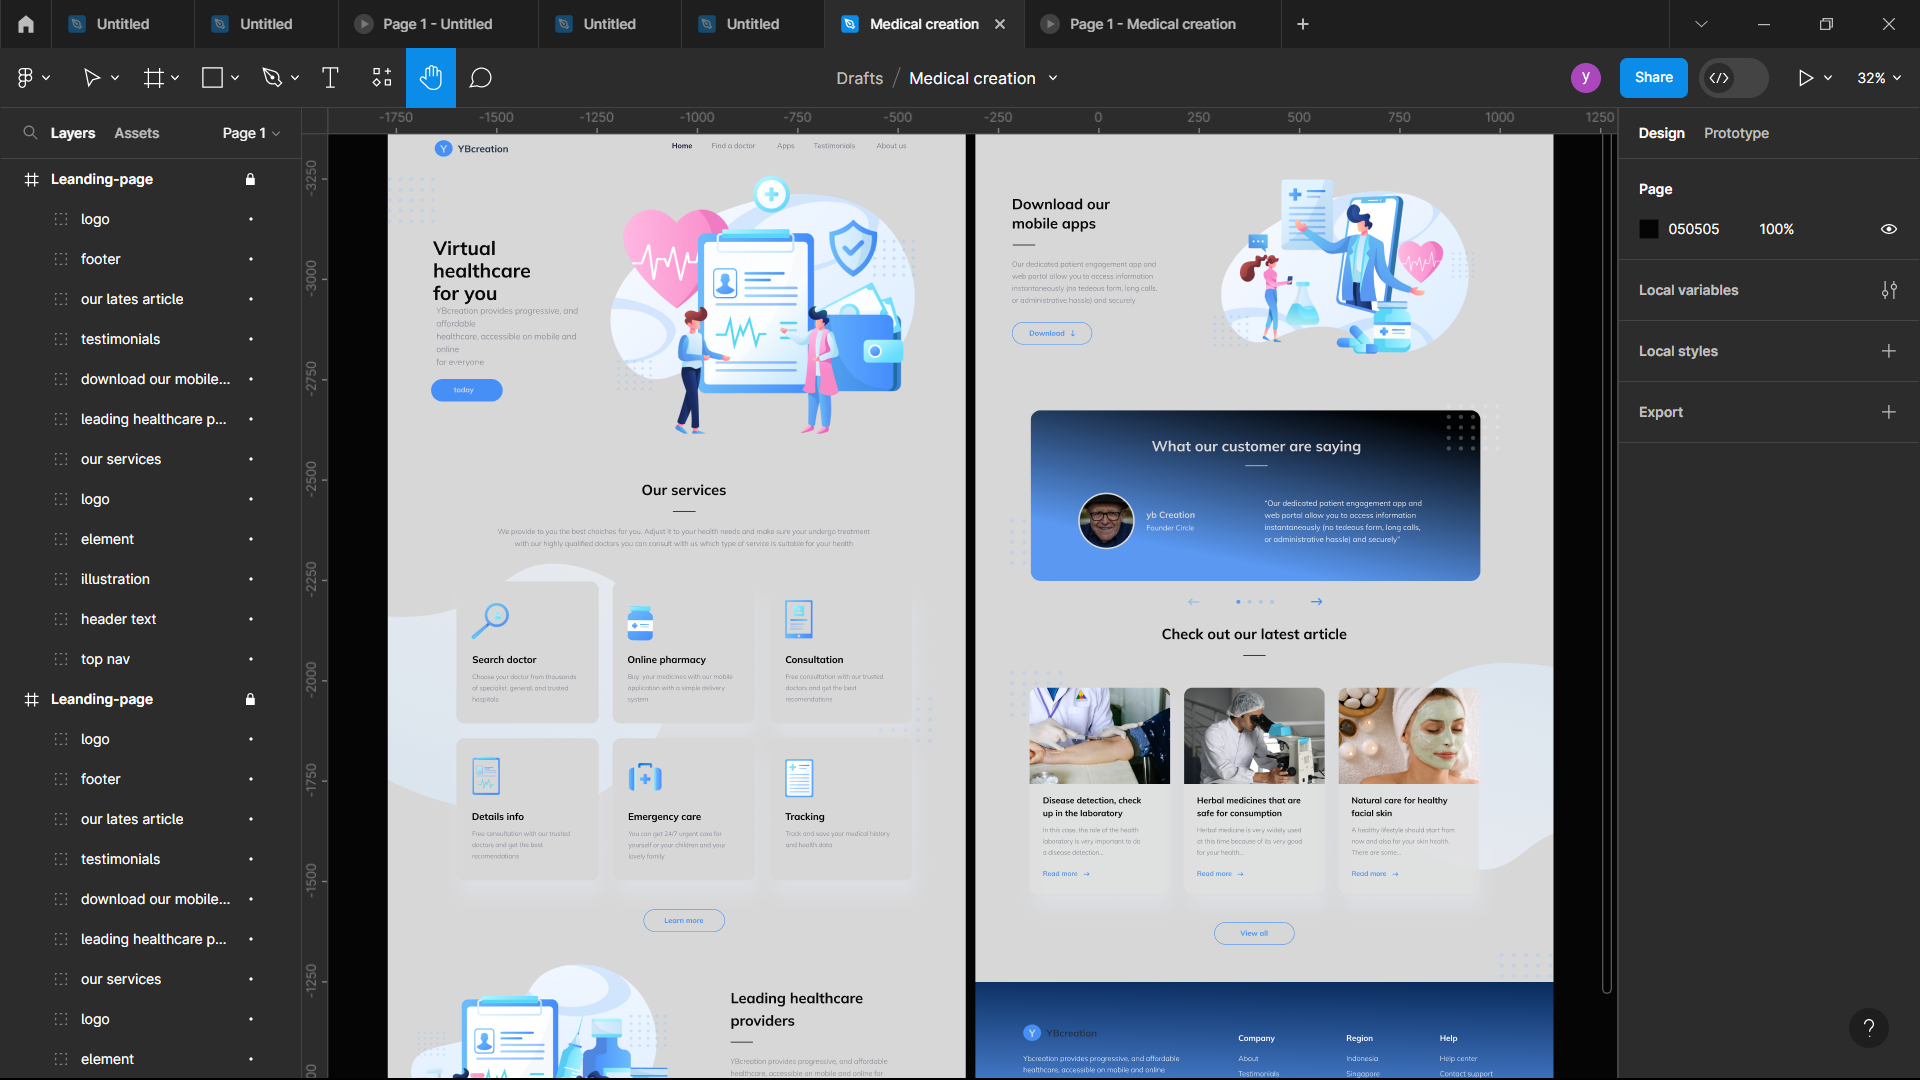 Untitled
Untitled
Page 1 - Untitled
Untitled
Untitled
Medical creation
Page 1 - Medical creation
Drafts / Medical creation
y
Share
32%
Layers
Assets
Page 1
-1750 -1500 -1250 -1000 -750 -500 -250 0 250 500 750 1000 1250
Design
Prototype
-3250
-3000
-2750
-2500
-2250
-2000
-1750
-1500
-1250
Leanding-page
logo
footer
our lates article
testimonials
download our mobile...
leading healthcare p...
our services
logo
element
illustration
header text
top nav
Leanding-page
logo
footer
our lates article
testimonials
download our mobile...
leading healthcare p...
our services
logo
element
Y YBcreation
Home Find a doctor Apps Testimonials About us
Virtual
healthcare
for you
YBcreation provides progressive, and
affordable
healthcare, accessible on mobile and
online
for everyone
today
Our services
We provide to you the best choiches for you. Adjust it to your health needs and make sure your undergo treatment
with our highly qualified doctors you can consult with us which type of service is suitable for your health
Search doctor
Choose your doctor from thousands
of specialist, general, and trusted
hospitals
Online pharmacy
Buy your medicines with our mobile
application with a simple delivery
system
Consultation
Free consultation with our trusted
doctors and get the best
recomendations
Details info
Free consultation with our trusted
doctors and get the best
recomendations
Emergency care
You can get 24/7 urgent care for
yourself or your children and your
lovely family
Tracking
Track and save your medical history
and health data
Learn more
Leading healthcare
providers
YBcreation provides progressive, and affordable
healthcare, accessible on mobile and online for
Download our
mobile apps
Our dedicated patient engagement app and
web portal allow you to access information
instantaneously (no tedeous form, long calls,
or administrative hassle) and securely
Download ↓
What our customer are saying
yb Creation
Founder Circle
"Our dedicated patient engagement app and
web portal allow you to access information
instantaneously (no tedeous form, long calls,
or administrative hassle) and securely"
Check out our latest article
Disease detection, check
up in the laboratory
In this case, the role of the health
laboratory is very important to do
a disease detection...
Read more →
Herbal medicines that are
safe for consumption
Herbal medicine is very widely used
at this time because of its very good
for your health...
Read more →
Natural care for healthy
facial skin
A healthy lifestyle should start from
now and also for your skin health.
There are some...
Read more →
View all
Y YBcreation
Ybcreation provides progressive, and affordable
healthcare, accessible on mobile and online
Company
About
Testimonials
Region
Indonesia
Singapore
Help
Help center
Contact support
Page
050505 100%
Local variables
Local styles
Export
?